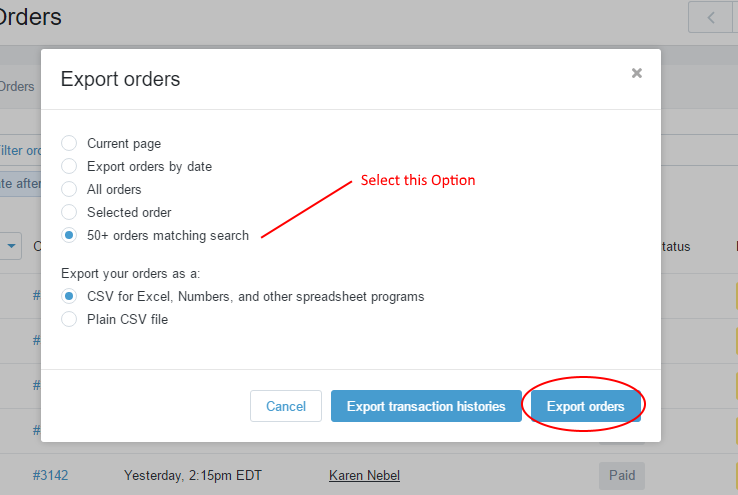 Orders
Export orders
×
Orders
Current page
Filter ord
Export orders by date
Select this Option
te after
All orders
Selected order
50+ orders matching search
tatus
Export your orders as a:
#
CSV for Excel, Numbers, and other spreadsheet programs
Plain CSV file
#
#
Cancel
Export transaction histories
Export orders
#
#3142
Yesterday, 2:15pm EDT
Karen Nebel
Paid